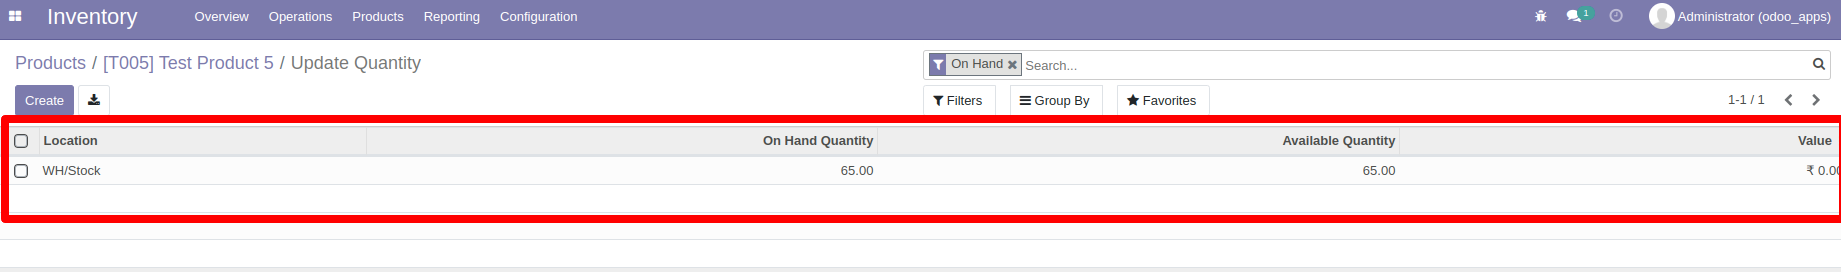 Inventory Overview Operations Products Reporting Configuration 1 Administrator (odoo_apps)
Products / [T005] Test Product 5 / Update Quantity
On Hand Search...
Create Filters Group By Favorites 1-1 / 1
Location On Hand Quantity Available Quantity Value
WH/Stock 65.00 65.00 ₹ 0.00